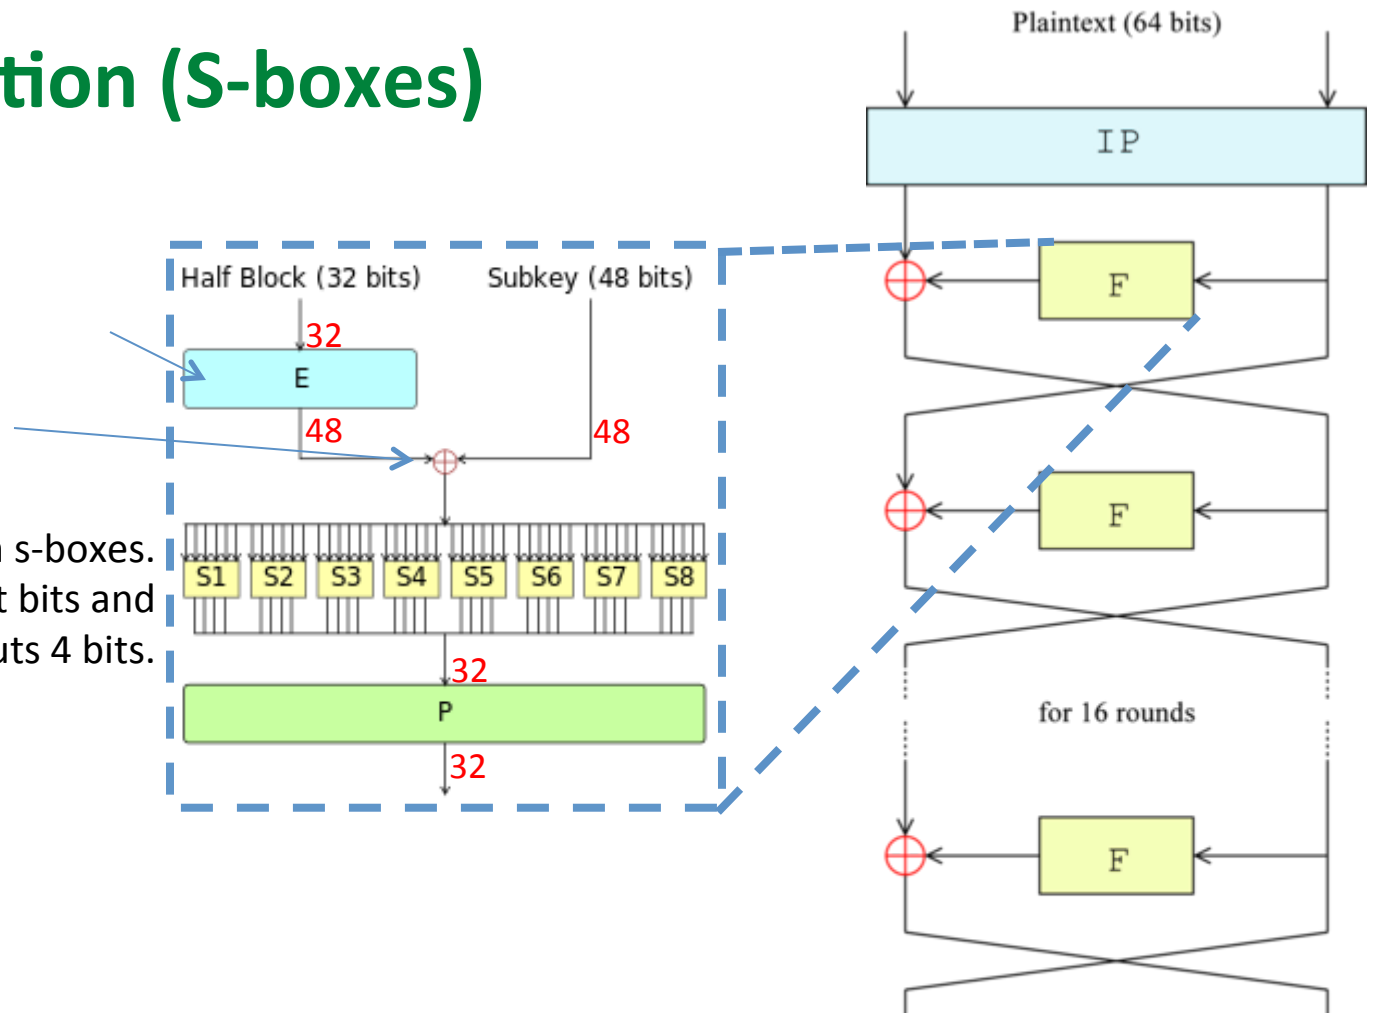 tion (S-boxes)
Plaintext (64 bits)
IP
Half Block (32 bits) Subkey (48 bits)
F
32
E
48
48
F
s-boxes.
S1 S2 S3 S4 S5 S6 S7 S8
t bits and
uts 4 bits.
32
P
for 16 rounds
32
F